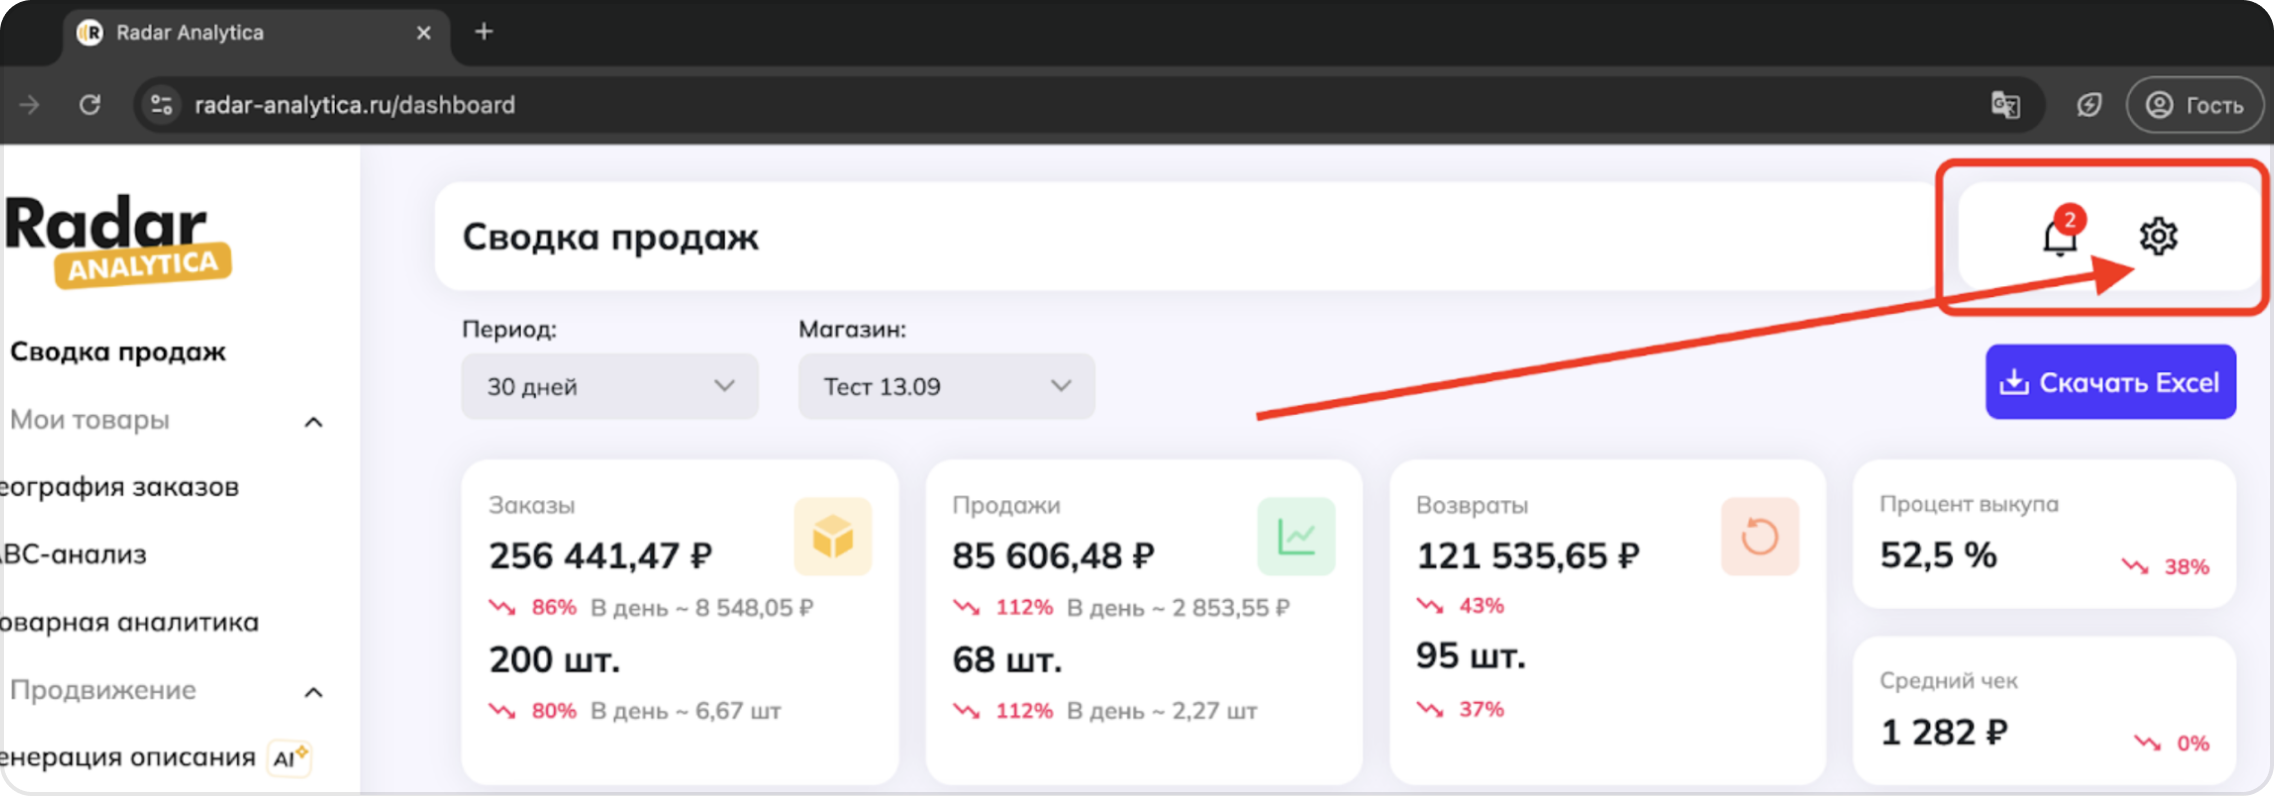 Radar Analytica
radar-analytica.ru/dashboard
Гость
Radar
ANALYTICA
Сводка продаж
Мои товары
еография заказов
АВС-анализ
оварная аналитика
Продвижение
енерация описания AI
Сводка продаж
2
Период:
Магазин:
30 дней
Тест 13.09
Скачать Excel
Заказы
256 441,47 ₽
86% В день ~ 8 548,05 ₽
200 шт.
80% В день ~ 6,67 шт
Продажи
85 606,48 ₽
112% В день ~ 2 853,55 ₽
68 шт.
112% В день ~ 2,27 шт
Возвраты
121 535,65 ₽
43%
95 шт.
37%
Процент выкупа
52,5 %
38%
Средний чек
1 282 ₽
0%